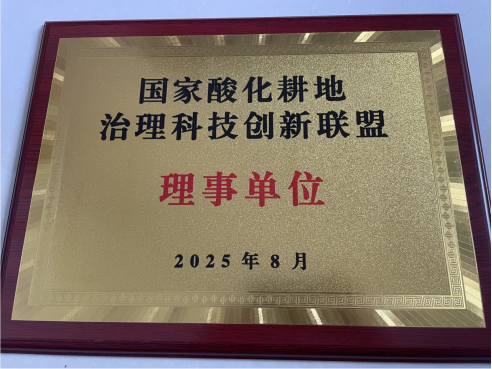 国家酸化耕地
治理科技创新联盟
理事单位
2025年8月